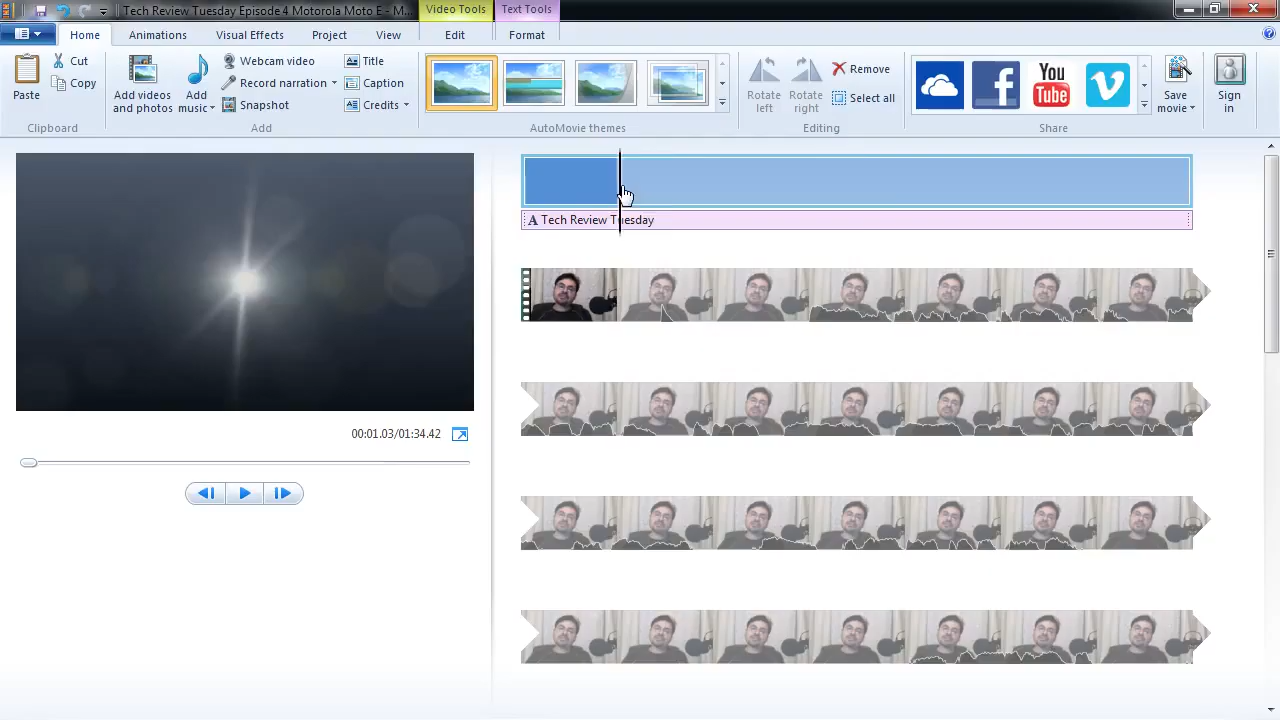 Tech Review Tuesday Episode 4 Motorola Moto E - M...
Video Tools
Text Tools
Home
Animations
Visual Effects
Project
View
Edit
Format
Paste
Cut
Copy
Clipboard
Add videos
and photos
Add
music
Webcam video
Record narration
Snapshot
Title
Caption
Credits
Add
AutoMovie themes
Rotate
left
Rotate
right
Remove
Select all
Editing
You
Tube
Share
Save
movie
Sign
in
A Tech Review Tuesday
00:01.03/01:34.42